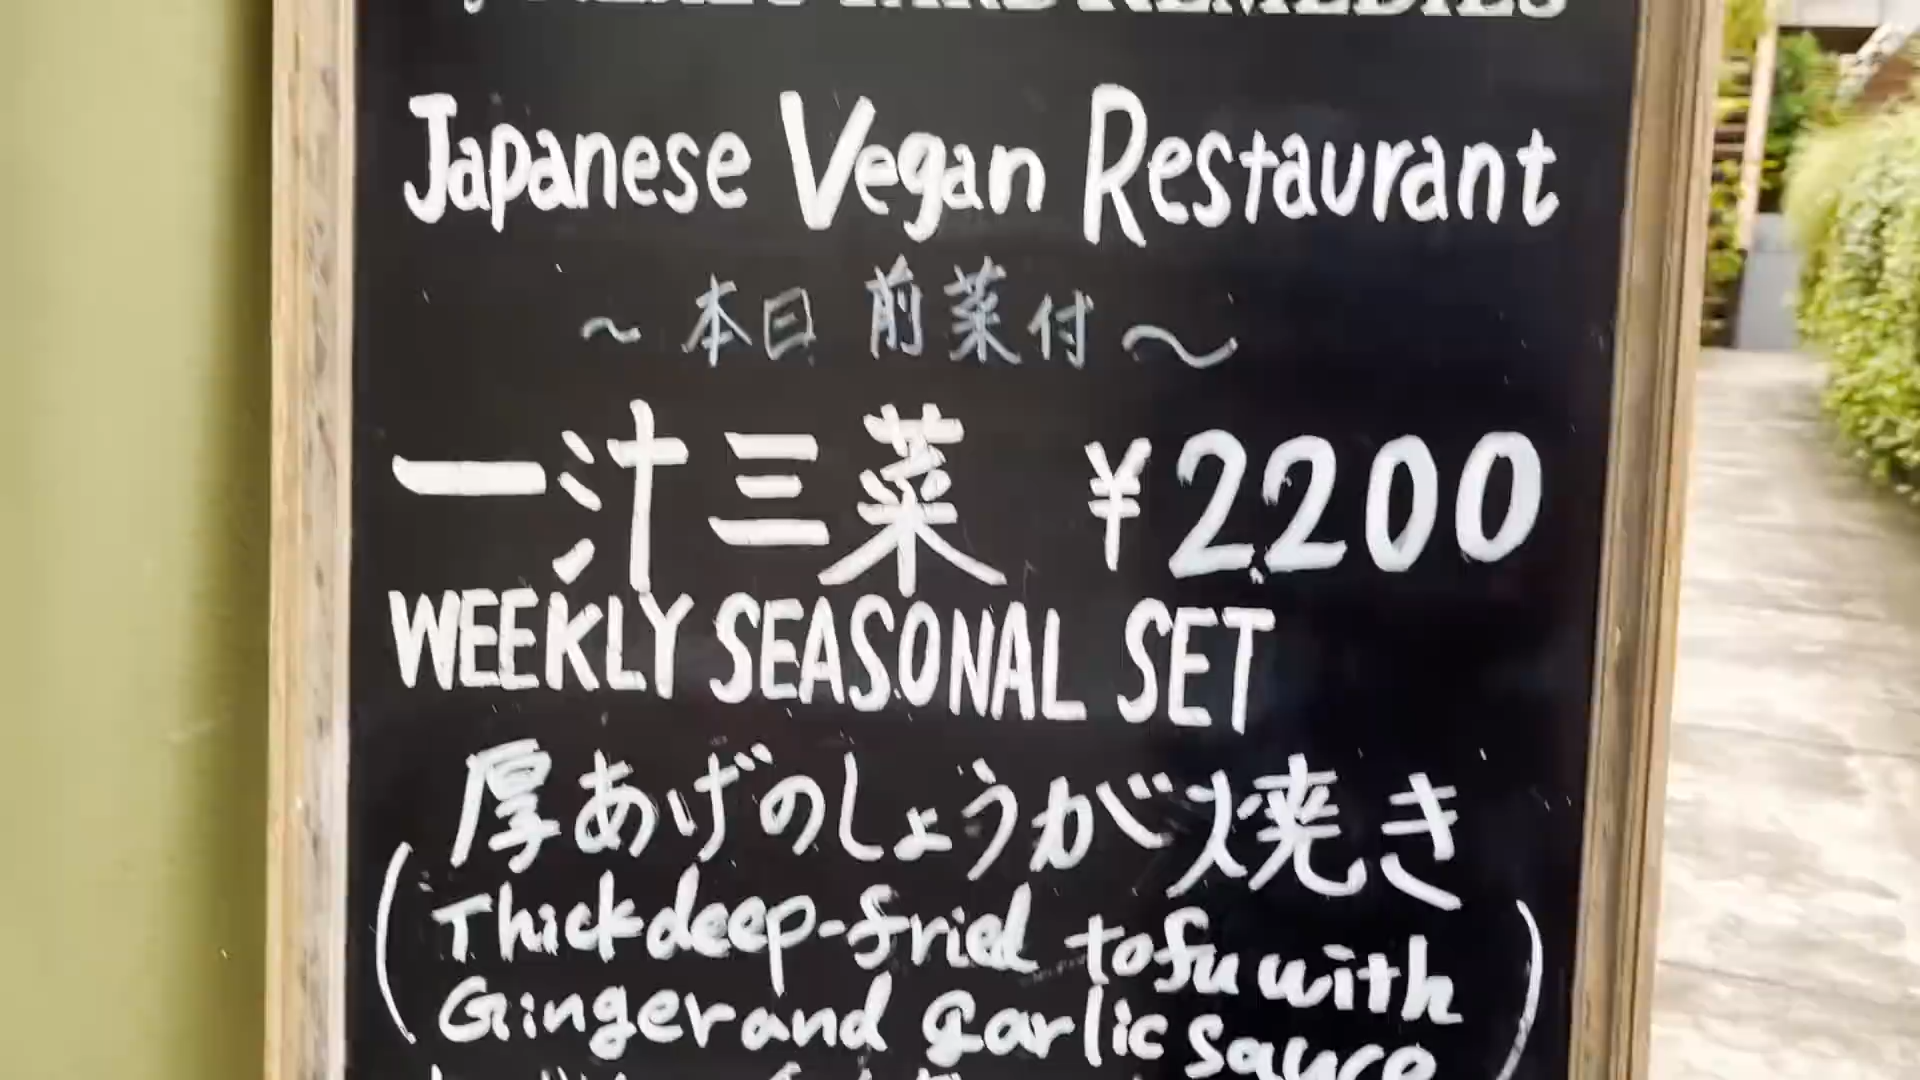 REMEDIES
Japanese Vegan Restaurant
~本日 前菜付~
一汁三菜 ¥2200
WEEKLY SEASONAL SET
厚あげのしょうが焼き
(Thick deep-fried tofu with
Ginger and garlic sauce)